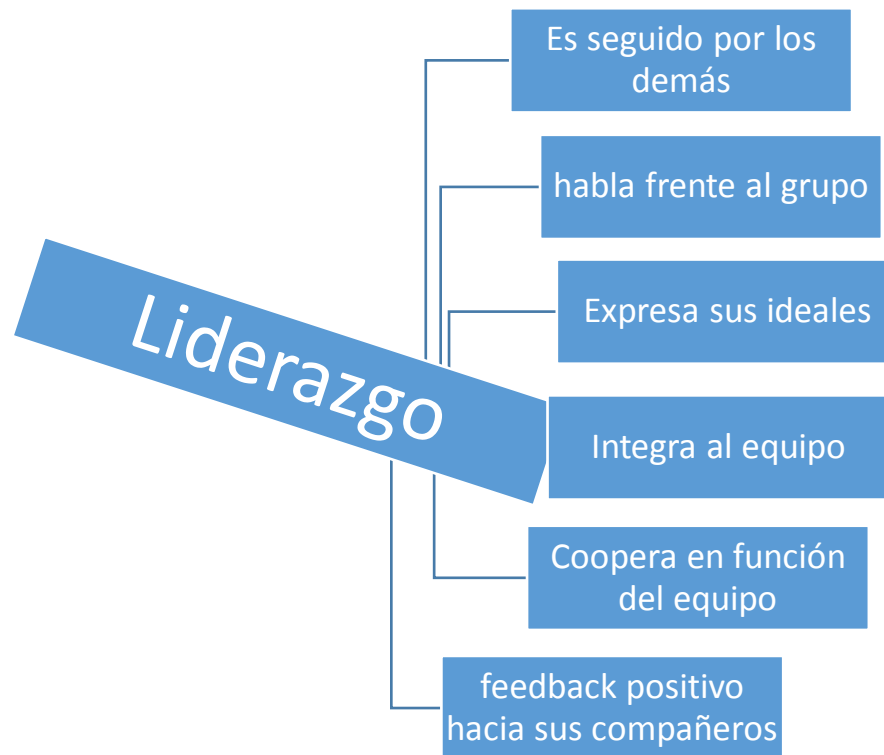 Liderazgo
Es seguido por los
demás
habla frente al grupo
Expresa sus ideales
Integra al equipo
Coopera en función
del equipo
feedback positivo
hacia sus compañeros